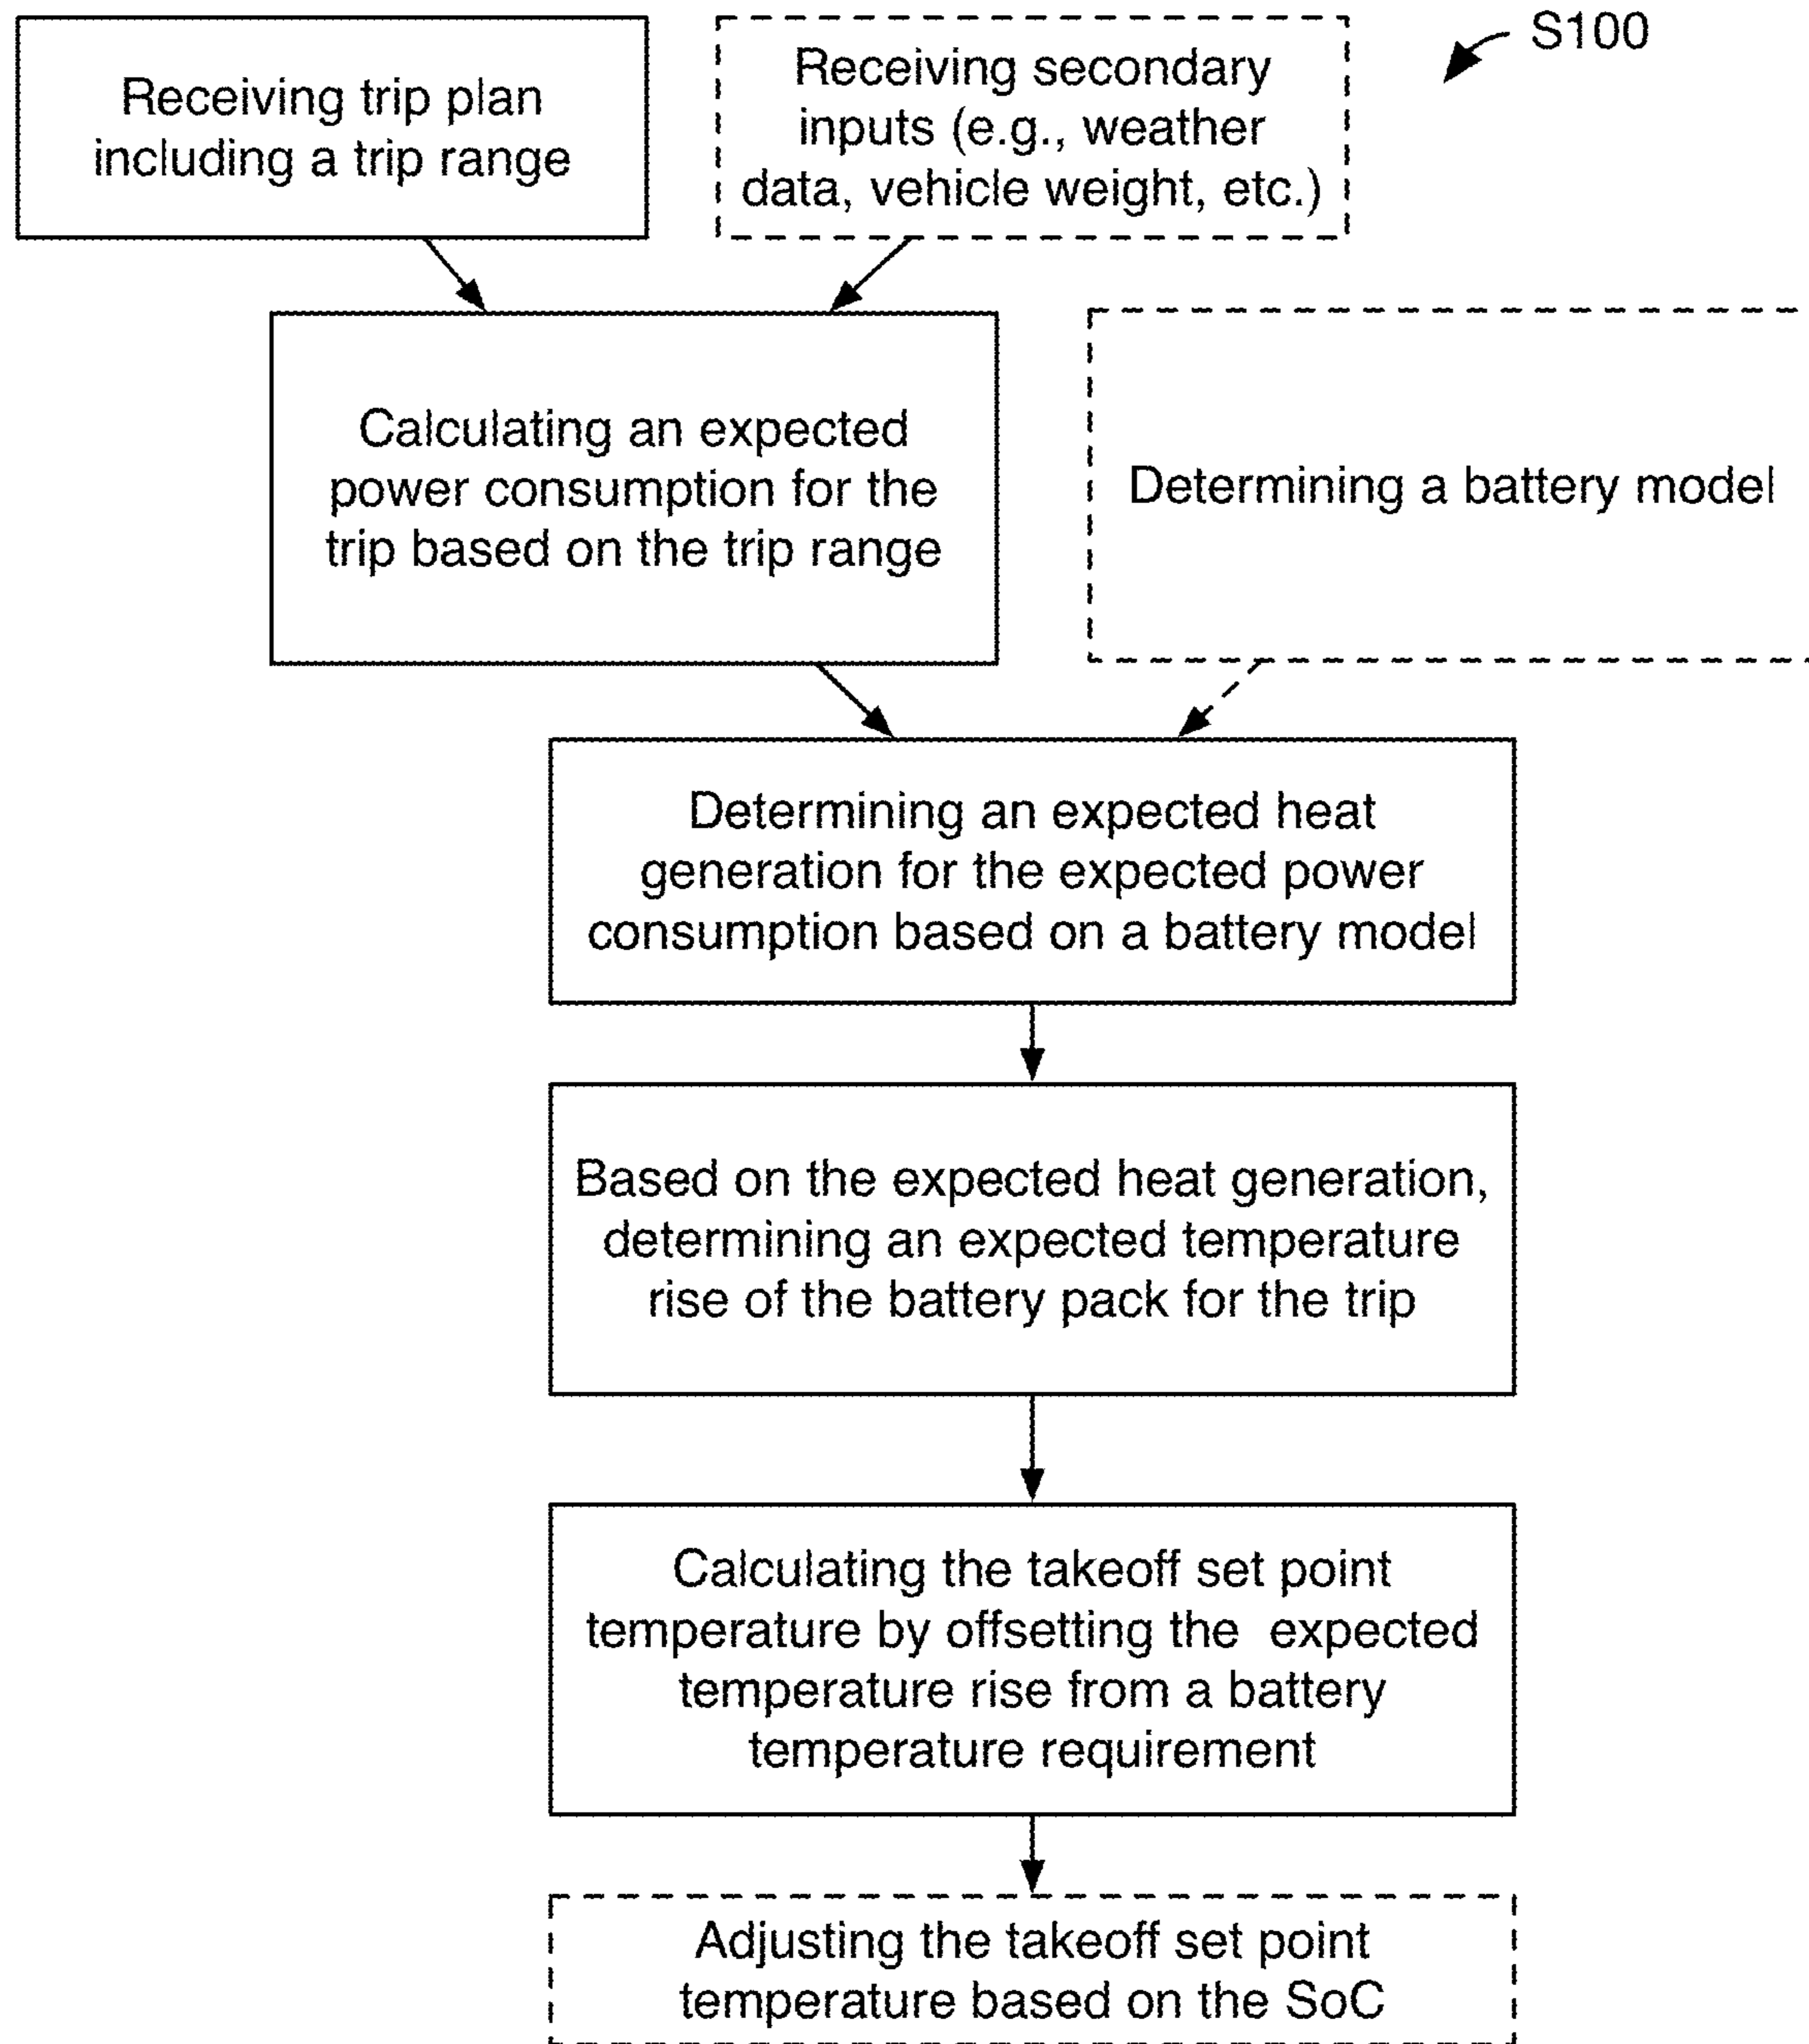 S100
Receiving trip plan
including a trip range
Receiving secondary
inputs (e.g., weather
data, vehicle weight, etc.)
Calculating an expected
power consumption for the
trip based on the trip range
Determining a battery model
Determining an expected heat
generation for the expected power
consumption based on a battery model
Based on the expected heat generation,
determining an expected temperature
rise of the battery pack for the trip
Calculating the takeoff set point
temperature by offsetting the expected
temperature rise from a battery
temperature requirement
Adjusting the takeoff set point
temperature based on the SoC